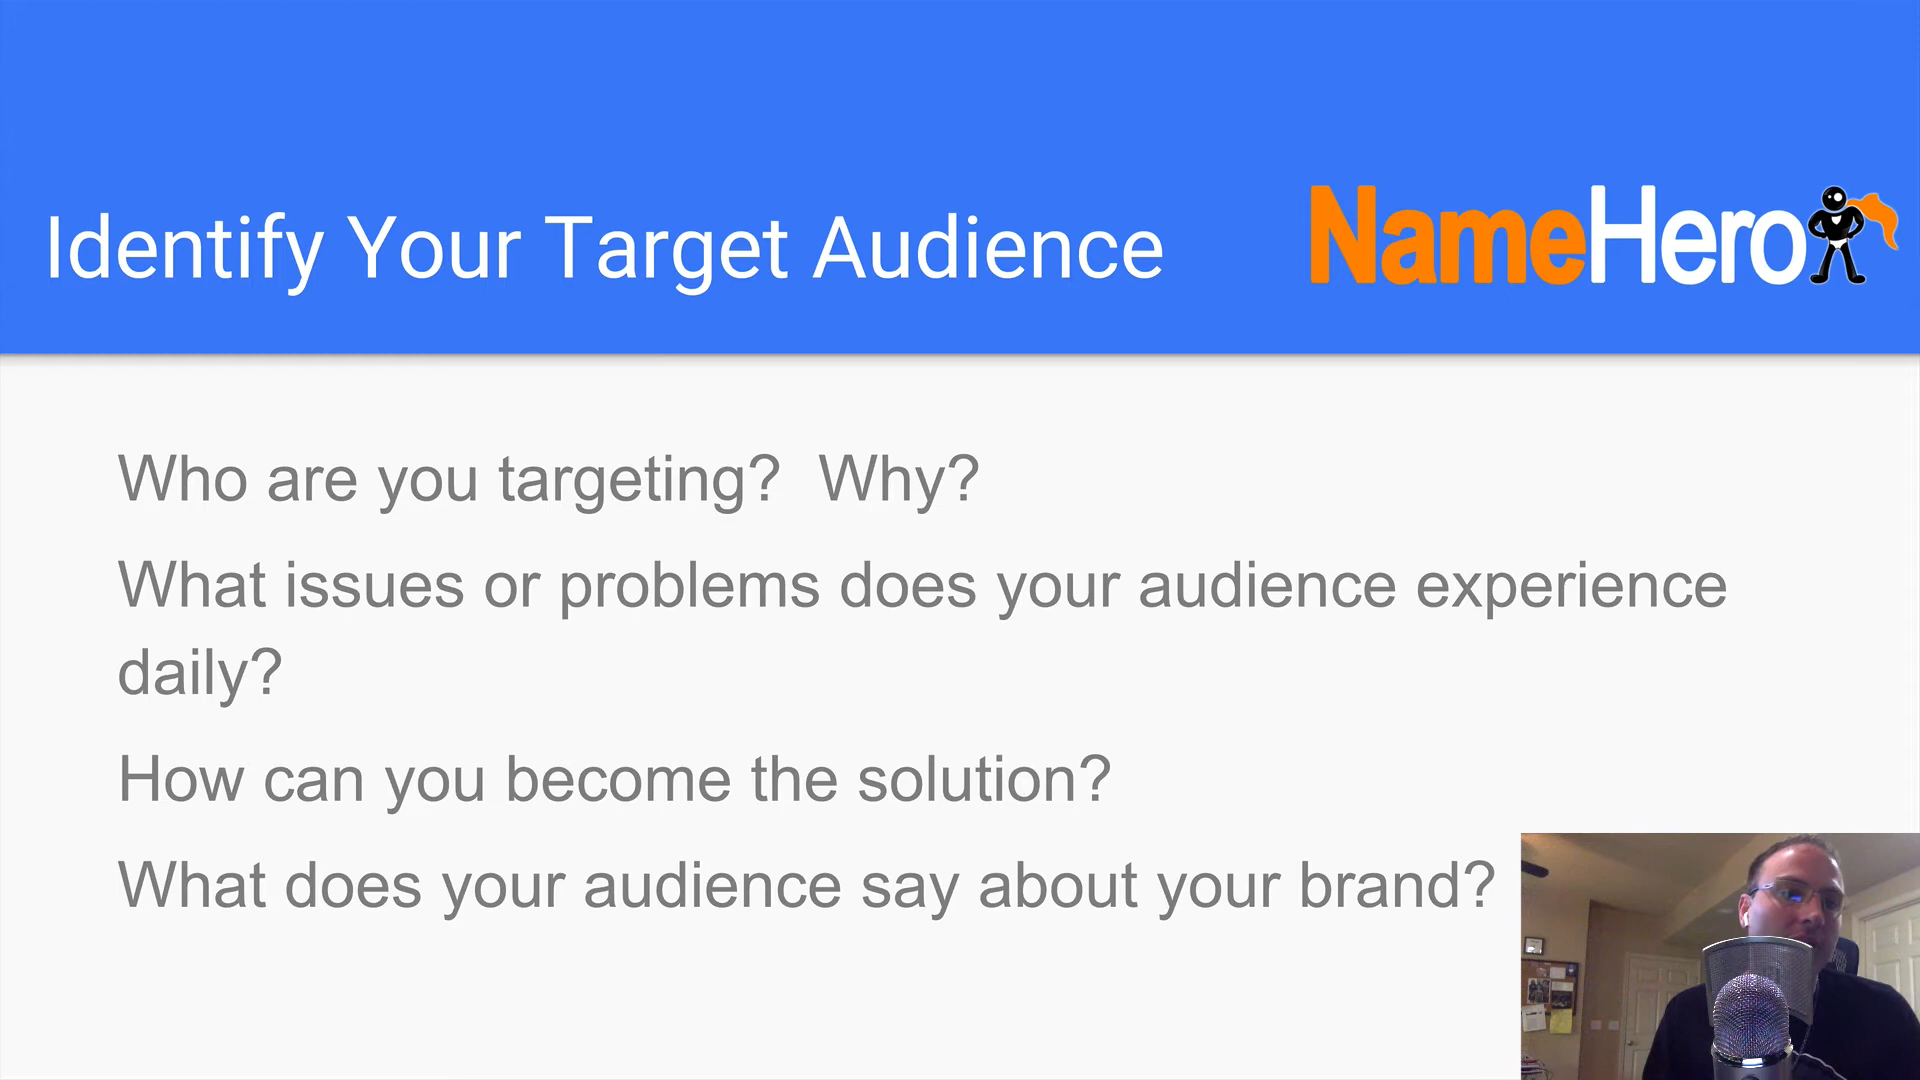 Identify Your Target Audience
NameHero
Who are you targeting?  Why?
What issues or problems does your audience experience
daily?
How can you become the solution?
What does your audience say about your brand?